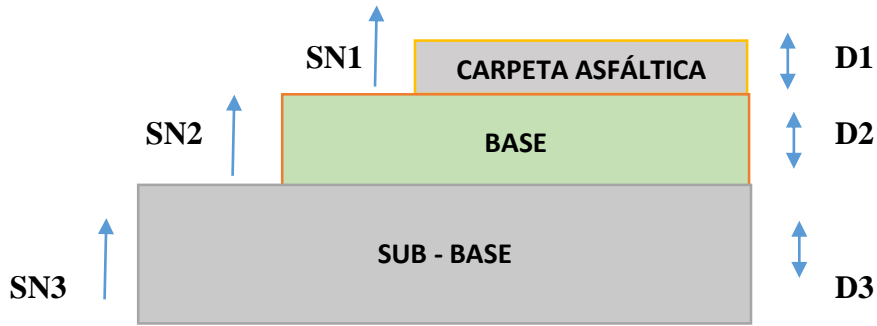 SN1
CARPETA ASFÁLTICA
D1
SN2
BASE
D2
SUB - BASE
SN3
D3